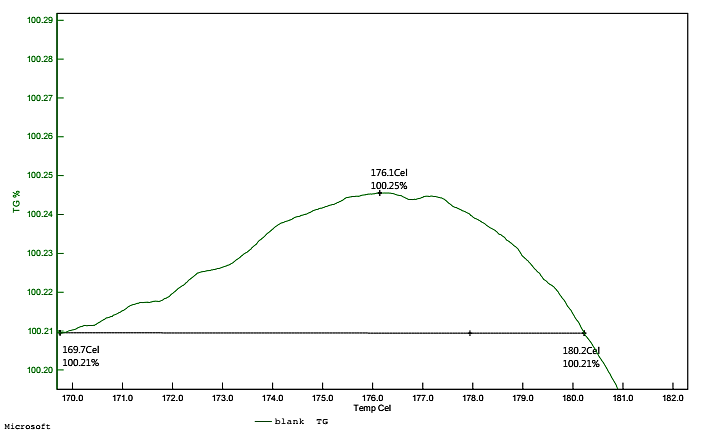 100.29
100.28
100.27
100.26
100.25
100.24
100.23
100.22
100.21
100.20
TG %
176.1Cel
100.25%
169.7Cel
100.21%
180.2Cel
100.21%
170.0 171.0 172.0 173.0 174.0 175.0 176.0 177.0 178.0 179.0 180.0 181.0 182.0
Temp Cel
blank TG
Microsoft